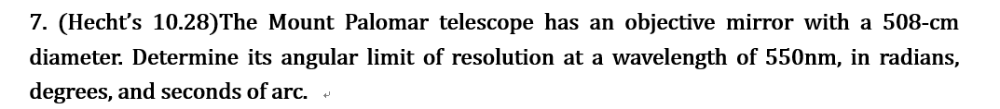 7. (Hecht’s 10.28)The Mount Palomar telescope has an objective mirror with a 508-cm
diameter. Determine its angular limit of resolution at a wavelength of 550nm, in radians,
degrees, and seconds of arc. ↵